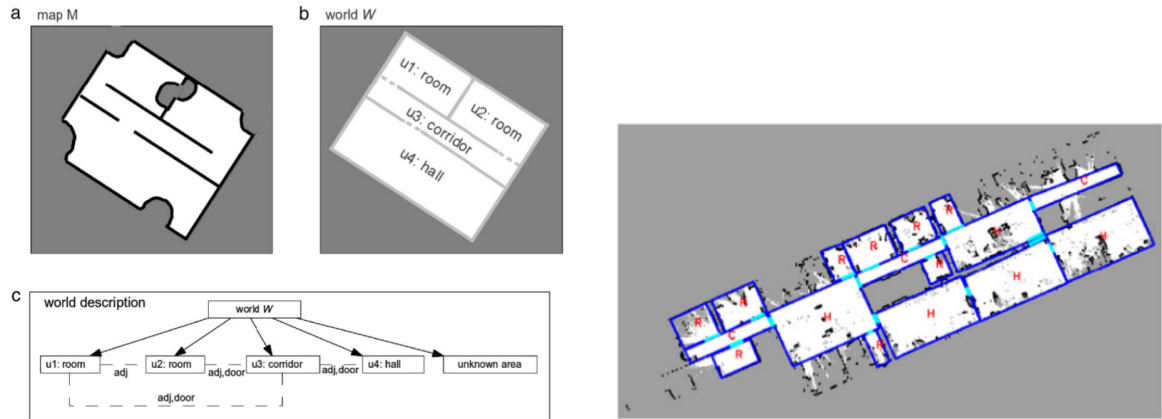 a map M
b world W
u1: room
u2: room
u3: corridor
u4: hall
c world description
world W
u1: room
u2: room
u3: corridor
u4: hall
unknown area
adj
adj,door
adj,door
adj,door
C
R
R
R
H
H
R
C
R
H
R
H
R
H
R
C
R
R